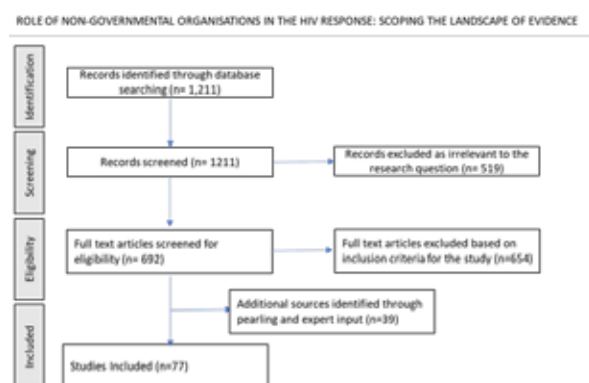 ROLE OF NON-GOVERNMENTAL ORGANISATIONS IN THE HIV RESPONSE: SCOPING THE LANDSCAPE OF EVIDENCE
Identification
Records identified through database
searching (n= 1,211)
Screening
Records screened (n= 1211)
Records excluded as irrelevant to the
research question (n= 519)
Eligibility
Full text articles screened for
eligibility (n= 692)
Full text articles excluded based on
inclusion criteria for the study (n=654)
Additional sources identified through
pearling and expert input (n=39)
Included
Studies Included (n=77)